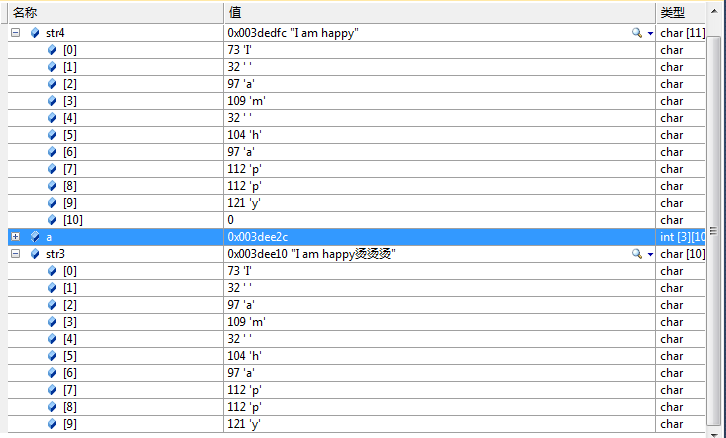 名称 值 类型
str4 0x003dedfc "I am happy" char [11]
[0] 73 'I' char
[1] 32 ' ' char
[2] 97 'a' char
[3] 109 'm' char
[4] 32 ' ' char
[5] 104 'h' char
[6] 97 'a' char
[7] 112 'p' char
[8] 112 'p' char
[9] 121 'y' char
[10] 0 char
a 0x003dee2c int [3][10
str3 0x003dee10 "I am happy烫烫烫" char [10]
[0] 73 'I' char
[1] 32 ' ' char
[2] 97 'a' char
[3] 109 'm' char
[4] 32 ' ' char
[5] 104 'h' char
[6] 97 'a' char
[7] 112 'p' char
[8] 112 'p' char
[9] 121 'y' char